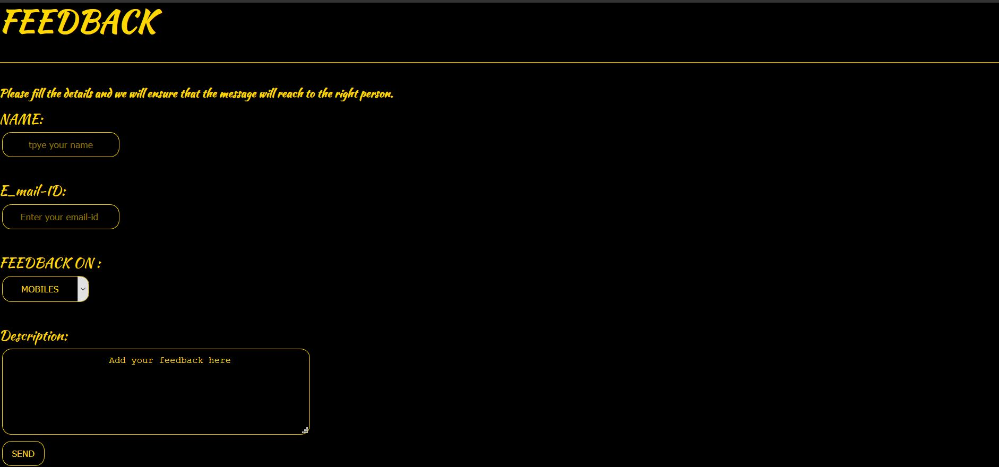 FEEDBACK
Please fill the details and we will ensure that the message will reach to the right person.
NAME:
tpye your name
E_mail-ID:
Enter your email-id
FEEDBACK ON :
MOBILES
Description:
Add your feedback here
SEND